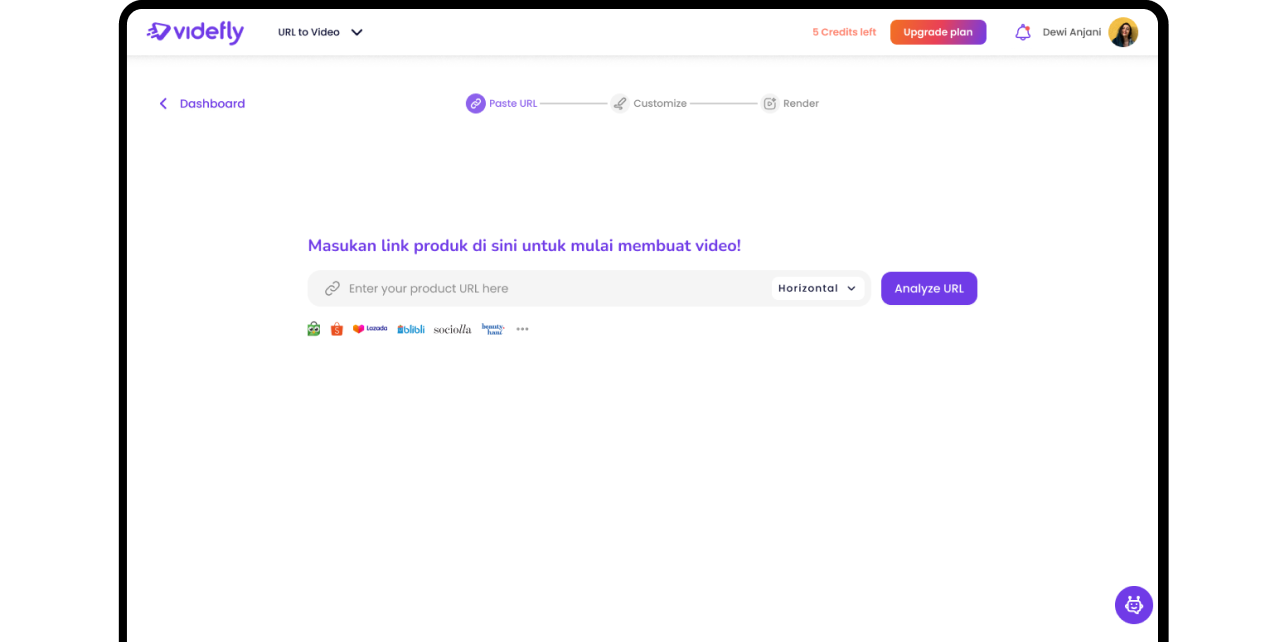 videfly
URL to Video
5 Credits left
Upgrade plan
Dewi Anjani
Dashboard
Paste URL
Customize
Render
Masukan link produk di sini untuk mulai membuat video!
Enter your product URL here
Horizontal
Analyze URL
Lazada
blibli
sociolla
beauty
haul